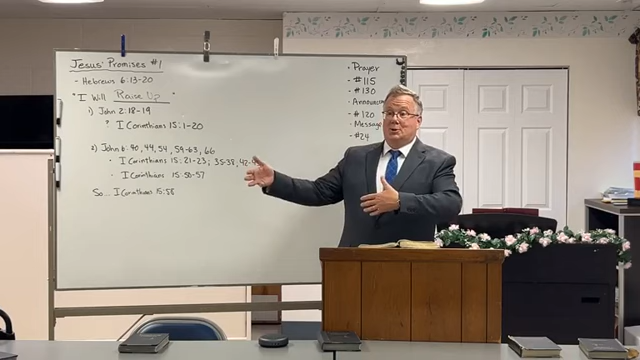 Jesus' Promises #1
- Hebrews 6:13-20
"I Will Raise Up"
1) John 2:18-19
? I Corinthians 15:1-20
2) John 6:40, 44, 54, 59-63, 66
• I Corinthians 15:21-23; 35-38, 42-45
• I Corinthians 15:50-57
So... I Corinthians 15:58
• Prayer
- #115
- #130
- #120
- Message
- #24